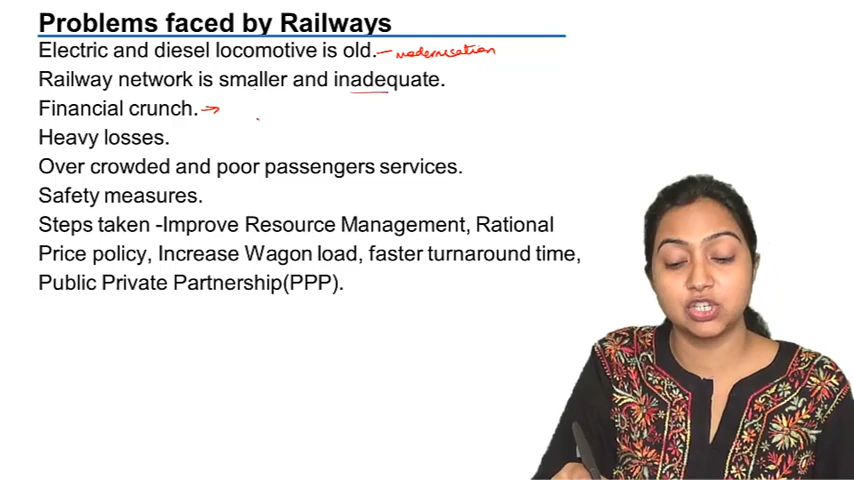 Problems faced by Railways
Electric and diesel locomotive is old. modernisation
Railway network is smaller and inadequate.
Financial crunch.
Heavy losses.
Over crowded and poor passengers services.
Safety measures.
Steps taken -Improve Resource Management, Rational
Price policy, Increase Wagon load, faster turnaround time,
Public Private Partnership(PPP).